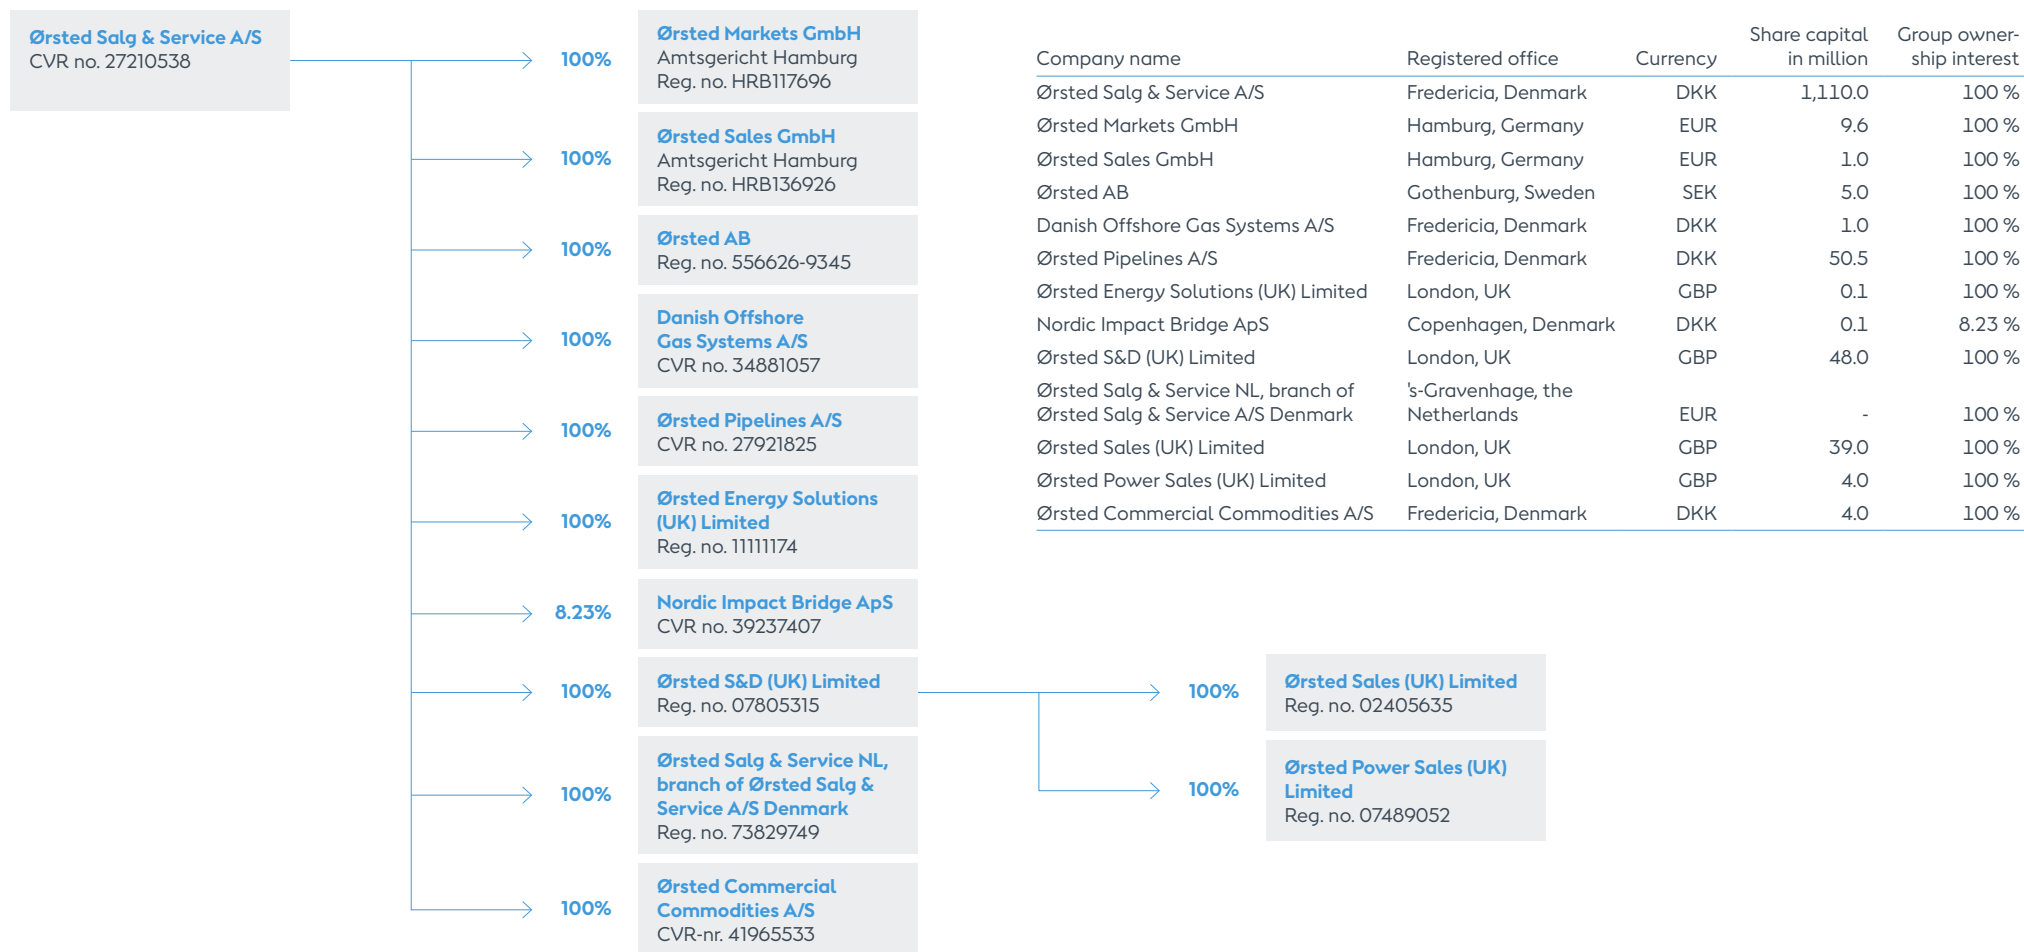 Ørsted Salg & Service A/S
CVR no. 27210538
100%
Ørsted Markets GmbH
Amtsgericht Hamburg
Reg. no. HRB117696
100%
Ørsted Sales GmbH
Amtsgericht Hamburg
Reg. no. HRB136926
100%
Ørsted AB
Reg. no. 556626-9345
100%
Danish Offshore
Gas Systems A/S
CVR no. 34881057
100%
Ørsted Pipelines A/S
CVR no. 27921825
100%
Ørsted Energy Solutions
(UK) Limited
Reg. no. 11111174
8.23%
Nordic Impact Bridge ApS
CVR no. 39237407
100%
Ørsted S&D (UK) Limited
Reg. no. 07805315
100%
Ørsted Salg & Service NL,
branch of Ørsted Salg &
Service A/S Denmark
Reg. no. 73829749
100%
Ørsted Commercial
Commodities A/S
CVR-nr. 41965533
100%
Ørsted Sales (UK) Limited
Reg. no. 02405635
100%
Ørsted Power Sales (UK)
Limited
Reg. no. 07489052
Share capital Group owner-
Company name Registered office Currency in million ship interest
Ørsted Salg & Service A/S Fredericia, Denmark DKK 1,110.0 100 %
Ørsted Markets GmbH Hamburg, Germany EUR 9.6 100 %
Ørsted Sales GmbH Hamburg, Germany EUR 1.0 100 %
Ørsted AB Gothenburg, Sweden SEK 5.0 100 %
Danish Offshore Gas Systems A/S Fredericia, Denmark DKK 1.0 100 %
Ørsted Pipelines A/S Fredericia, Denmark DKK 50.5 100 %
Ørsted Energy Solutions (UK) Limited London, UK GBP 0.1 100 %
Nordic Impact Bridge ApS Copenhagen, Denmark DKK 0.1 8.23 %
Ørsted S&D (UK) Limited London, UK GBP 48.0 100 %
Ørsted Salg & Service NL, branch of 's-Gravenhage, the
Ørsted Salg & Service A/S Denmark Netherlands EUR - 100 %
Ørsted Sales (UK) Limited London, UK GBP 39.0 100 %
Ørsted Power Sales (UK) Limited London, UK GBP 4.0 100 %
Ørsted Commercial Commodities A/S Fredericia, Denmark DKK 4.0 100 %